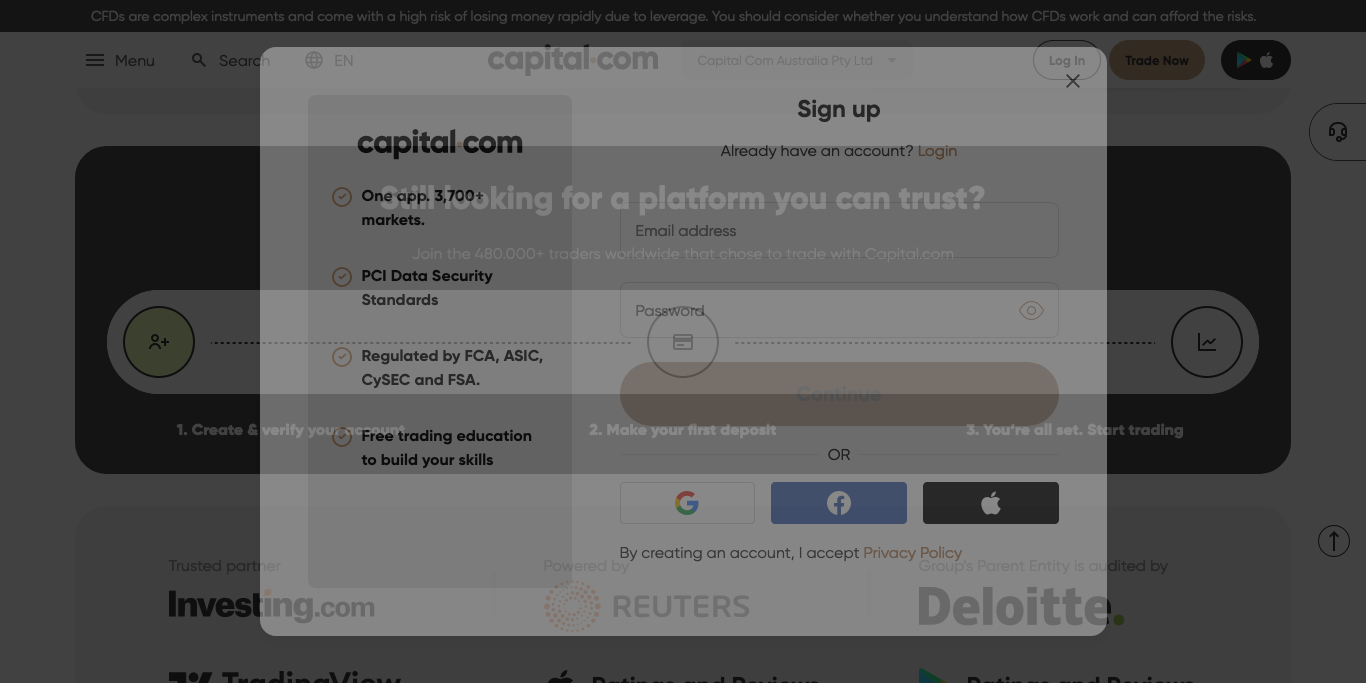 CFDs are complex instruments and come with a high risk of losing money rapidly due to leverage. You should consider whether you understand how CFDs work and can afford the risks.
Menu
Search
EN
capital.com
Capital Com Australia Pty Ltd
Log In
Trade Now
capital.com
One app. 3,700+
markets.
PCI Data Security
Standards
Regulated by FCA, ASIC,
CySEC and FSA.
Free trading education
to build your skills
Sign up
Already have an account? Login
Email address
Password
Continue
OR
By creating an account, I accept Privacy Policy
Still looking for a platform you can trust?
Join the 480.000+ traders worldwide that chose to trade with Capital.com
1. Create & verify your account
2. Make your first deposit
3. You're all set. Start trading
Trusted partner
Investing.com
Powered by
REUTERS
Group's Parent Entity is audited by
Deloitte.
TradingView
Ratings and Reviews
Ratings and Reviews